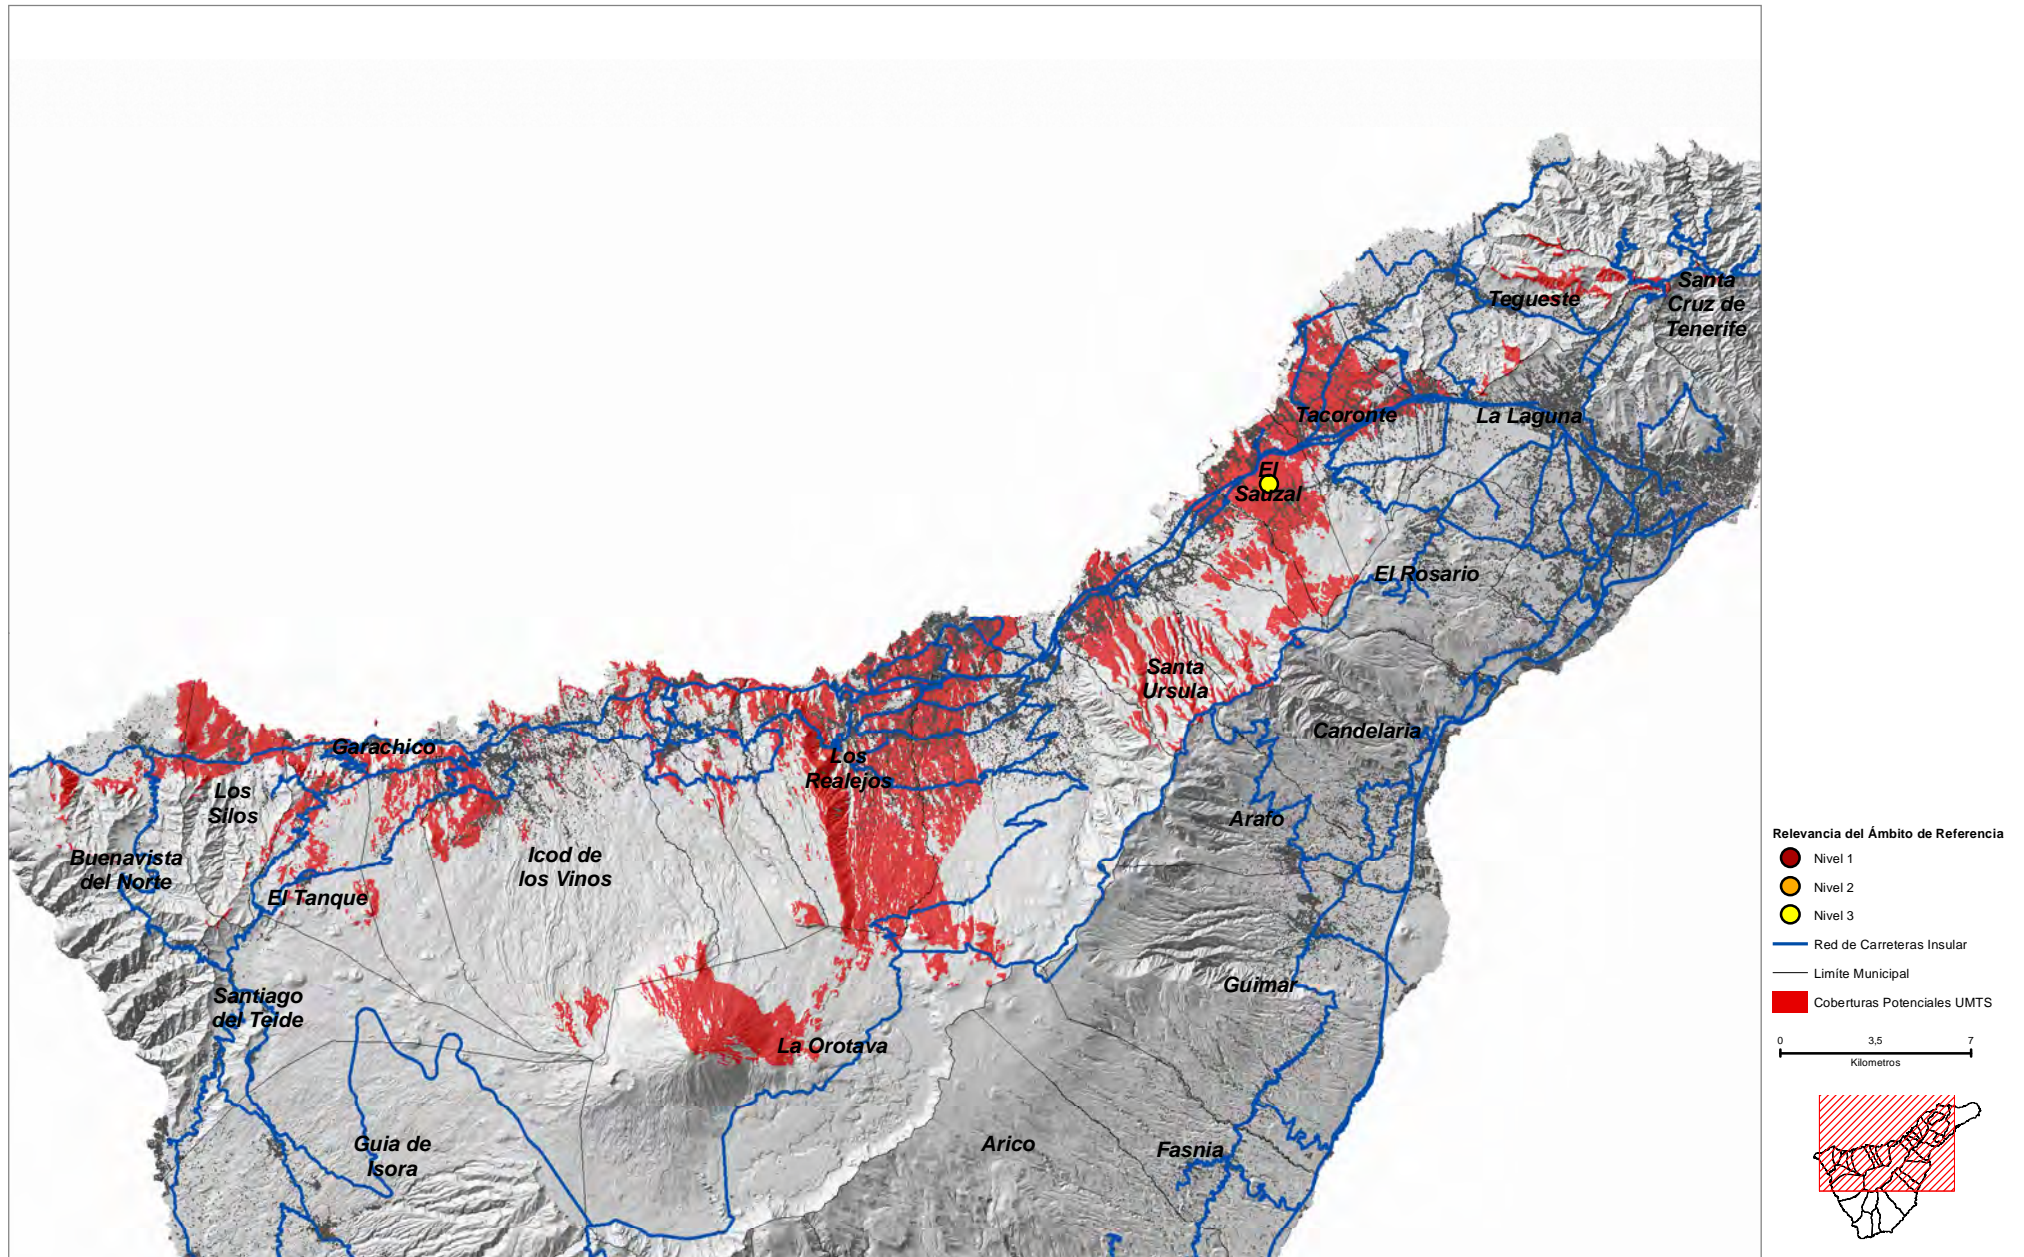 Santa
Cruz de
Tenerife
Tegueste
Tacoronte
La Laguna
El
Sauzal
El Rosario
Santa
Ursula
Candelaria
Garachico
Los
Realejos
Los
Silos
Arafo
Buenavista
del Norte
Icod de
los Vinos
El Tanque
Guimar
Santiago
del Teide
La Orotava
Guia de
Isora
Arico
Fasnia
Relevancia del Ámbito de Referencia
Nivel 1
Nivel 2
Nivel 3
Red de Carreteras Insular
Limíte Municipal
Coberturas Potenciales UMTS
0 3,5 7
Kilometros